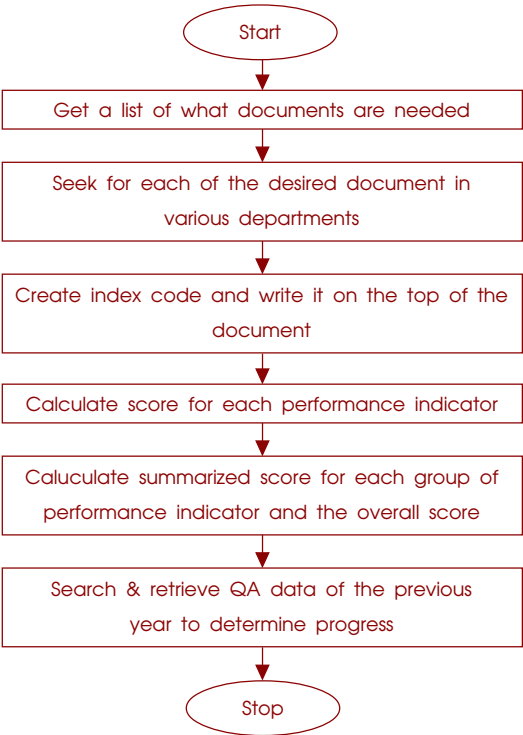 Start
Get a list of what documents are needed
Seek for each of the desired document in
various departments
Create index code and write it on the top of the
document
Calculate score for each performance indicator
Caluculate summarized score for each group of
performance indicator and the overall score
Search & retrieve QA data of the previous
year to determine progress
Stop